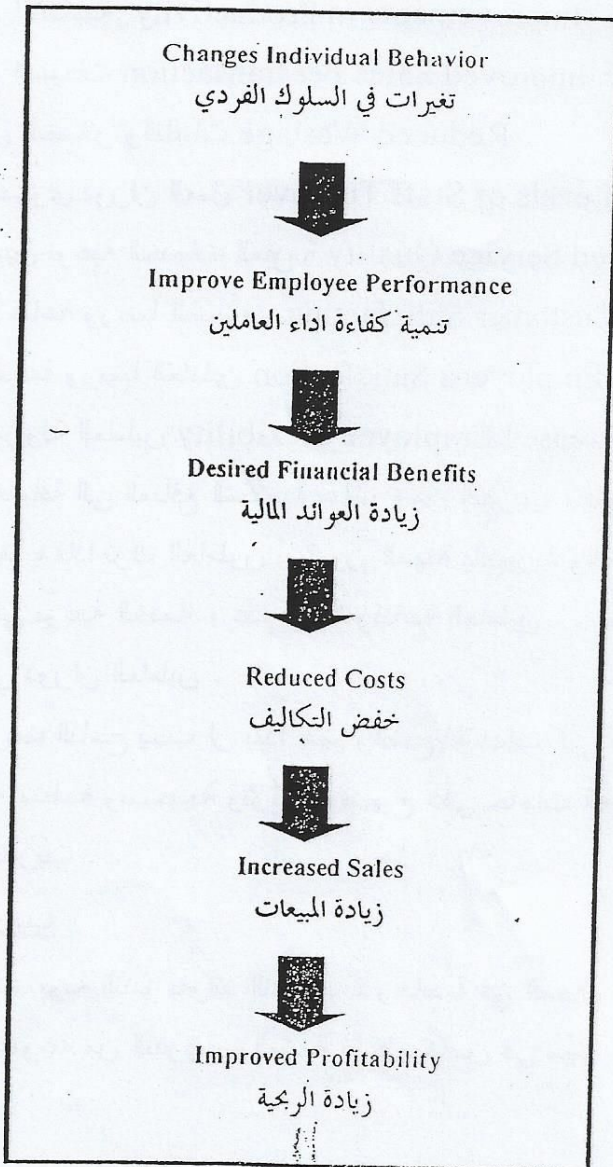 Changes Individual Behavior
تغيرات في السلوك الفردي
Improve Employee Performance
تنمية كفاءة اداء العاملين
Desired Financial Benefits
زيادة العوائد المالية
Reduced Costs
خفض التكاليف
Increased Sales
زيادة المبيعات
Improved Profitability
زيادة الربحية